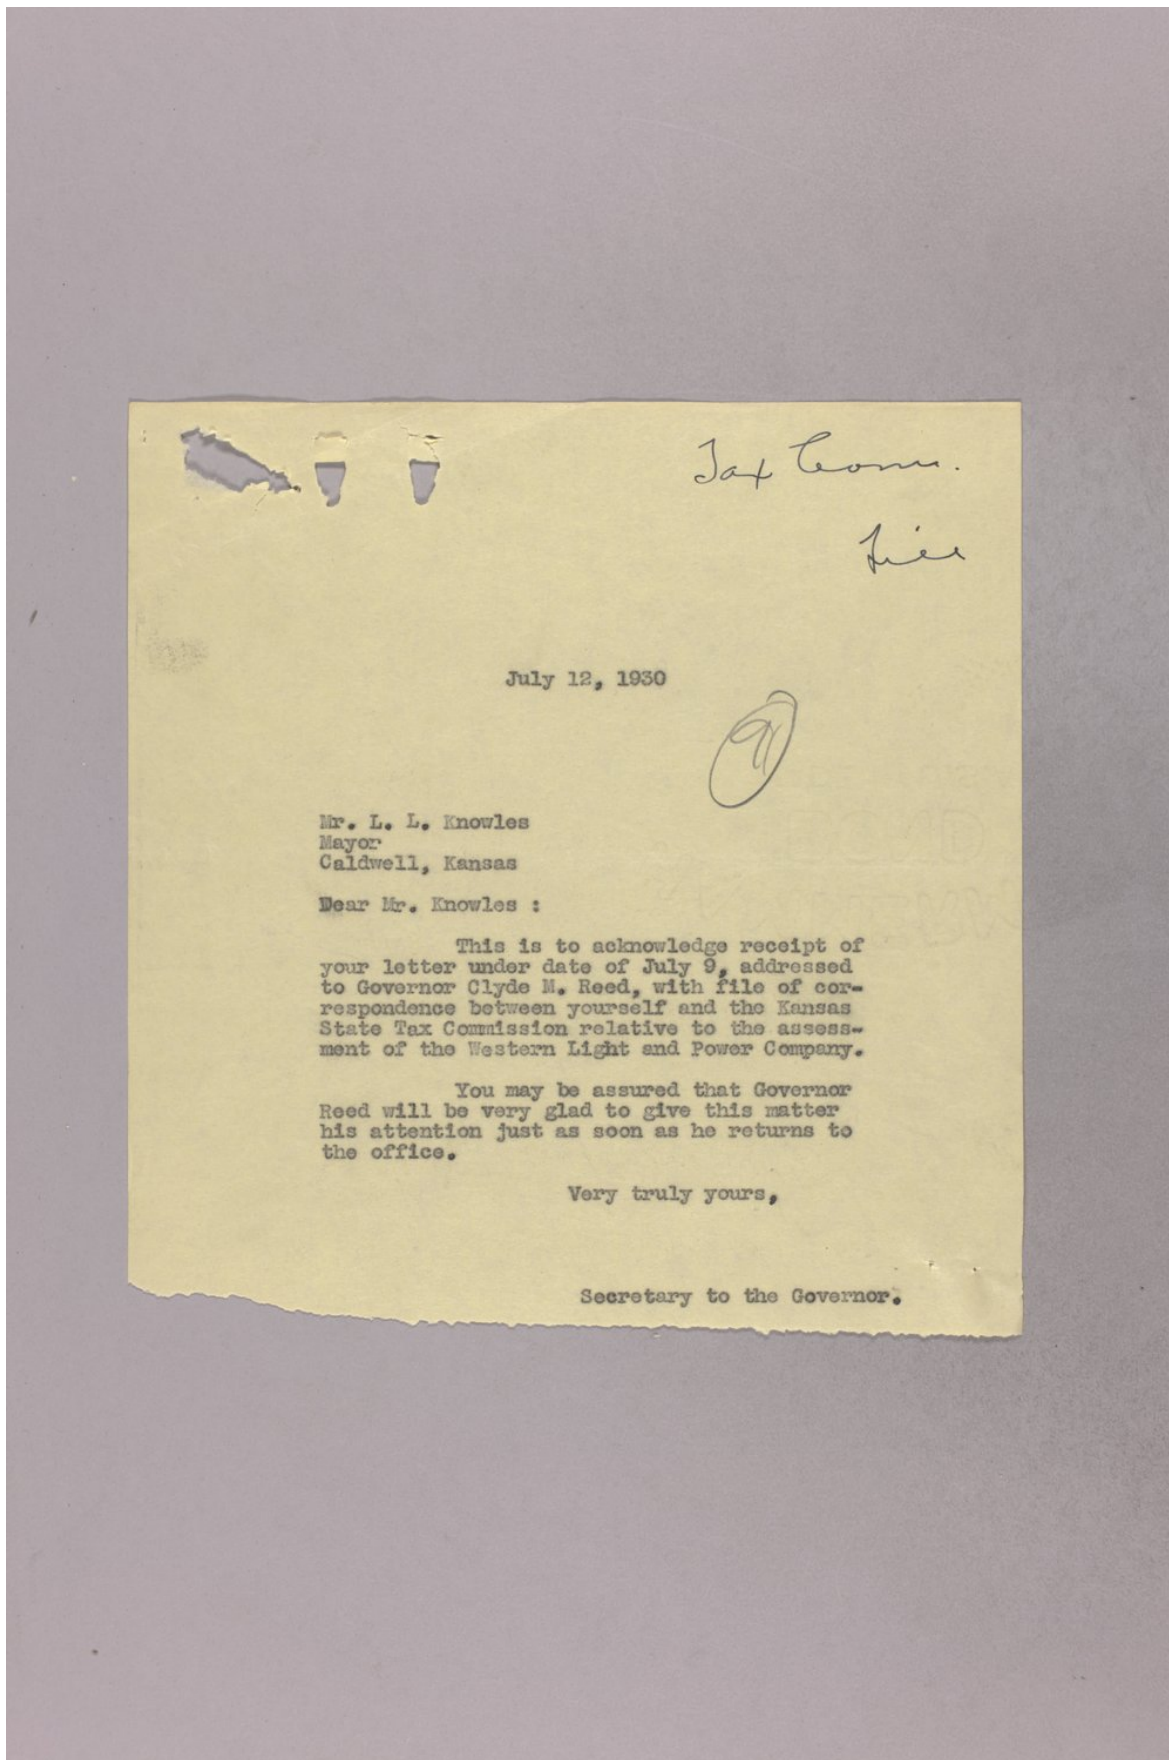 Tax Comm.
File
July 12, 1930
Mr. L. L. Knowles
Mayor
Caldwell, Kansas
Dear Mr. Knowles :
This is to acknowledge receipt of
your letter under date of July 9, addressed
to Governor Clyde M. Reed, with file of cor-
respondence between yourself and the Kansas
State Tax Commission relative to the assess-
ment of the Western Light and Power Company.
You may be assured that Governor
Reed will be very glad to give this matter
his attention just as soon as he returns to
the office.
Very truly yours,
Secretary to the Governor.